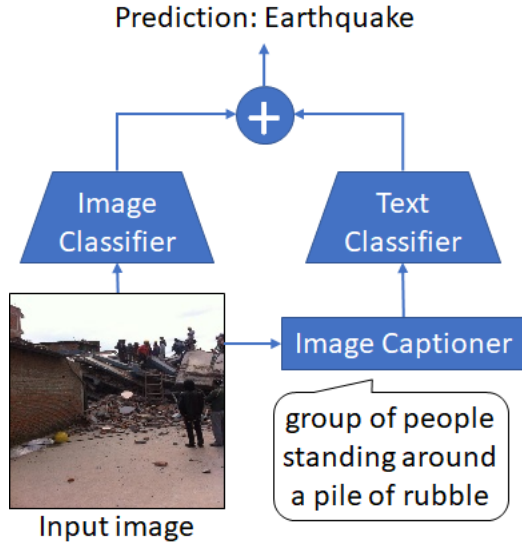 Prediction: Earthquake
+
Image
Classifier
Text
Classifier
Image Captioner
group of people
standing around
a pile of rubble
Input image